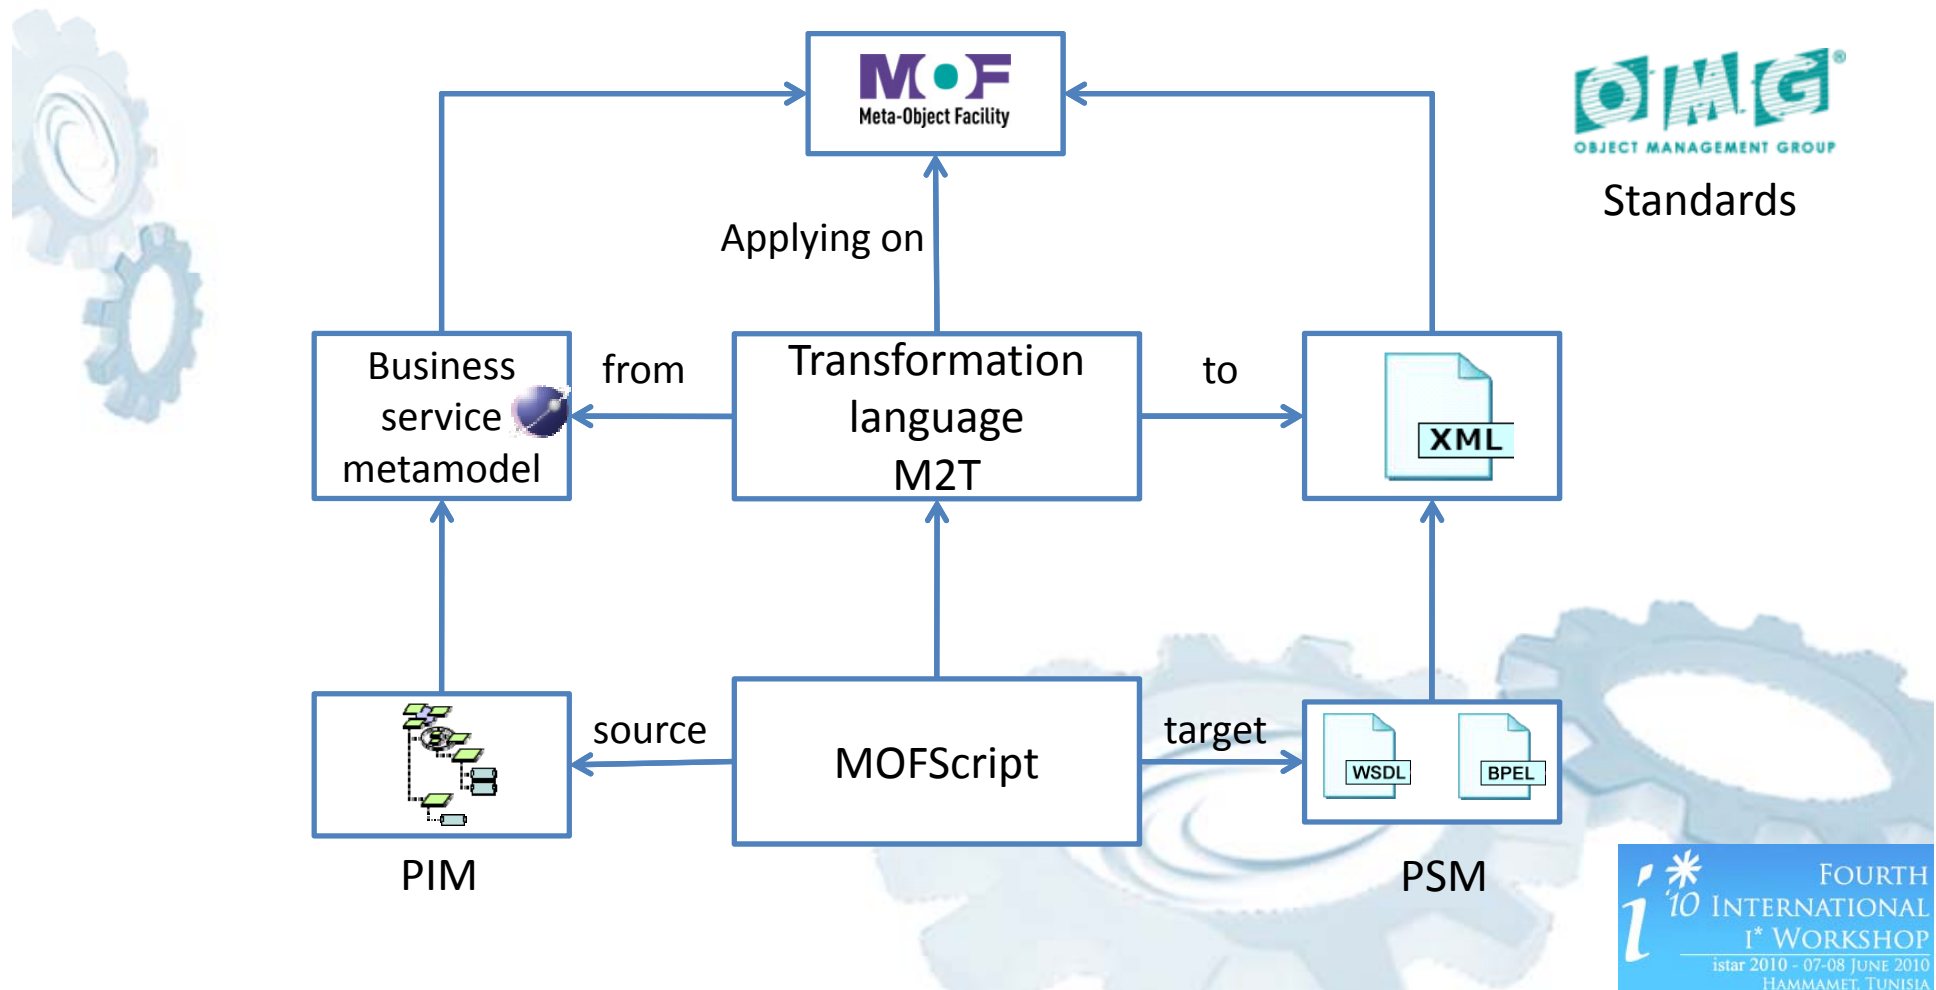 MOF
Meta-Object Facility
OMG®
OBJECT MANAGEMENT GROUP
Standards
Applying on
Business
service
metamodel
from
Transformation
language
M2T
to
XML
source
MOFScript
target
WSDL
BPEL
PIM
PSM
i*'10
FOURTH
INTERNATIONAL
I* WORKSHOP
istar 2010 - 07-08 JUNE 2010
HAMMAMET, TUNISIA